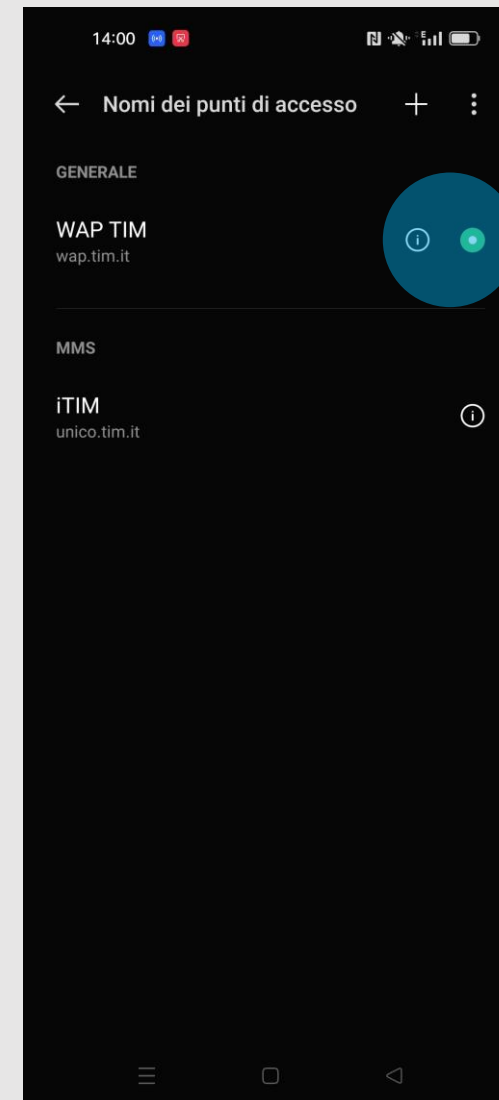 14:00
Nomi dei punti di accesso
GENERALE
WAP TIM
wap.tim.it
MMS
iTIM
unico.tim.it